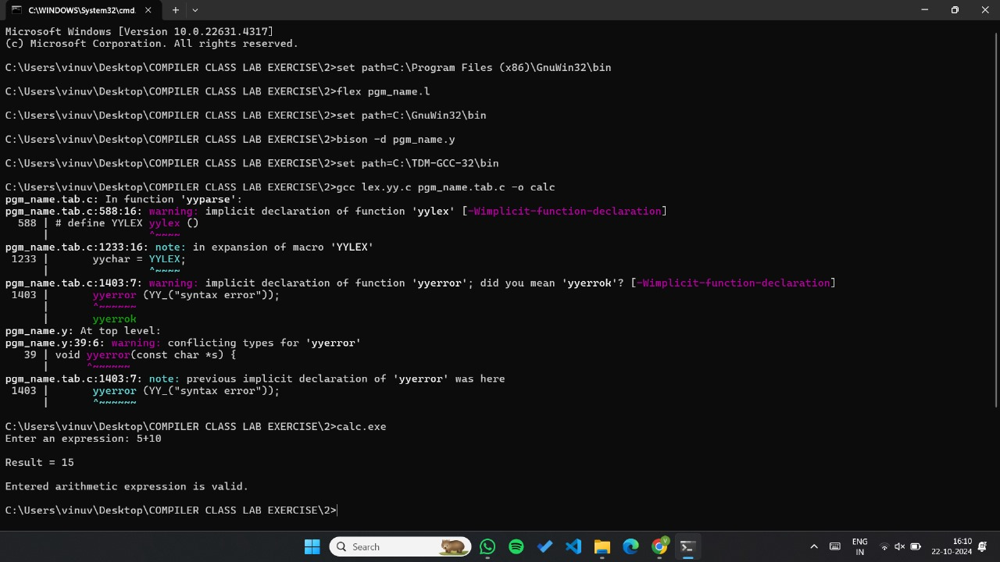 C:\WINDOWS\System32\cmd.
Microsoft Windows [Version 10.0.22631.4317]
(c) Microsoft Corporation. All rights reserved.
C:\Users\vinuv\Desktop\COMPILER CLASS LAB EXERCISE\2>set path=C:\Program Files (x86)\GnuWin32\bin
C:\Users\vinuv\Desktop\COMPILER CLASS LAB EXERCISE\2>flex pgm_name.l
C:\Users\vinuv\Desktop\COMPILER CLASS LAB EXERCISE\2>set path=C:\GnuWin32\bin
C:\Users\vinuv\Desktop\COMPILER CLASS LAB EXERCISE\2>bison -d pgm_name.y
C:\Users\vinuv\Desktop\COMPILER CLASS LAB EXERCISE\2>set path=C:\TDM-GCC-32\bin
C:\Users\vinuv\Desktop\COMPILER CLASS LAB EXERCISE\2>gcc lex.yy.c pgm_name.tab.c -o calc
pgm_name.tab.c: In function 'yyparse':
pgm_name.tab.c:588:16: warning: implicit declaration of function 'yylex' [-Wimplicit-function-declaration]
  588 | # define YYLEX yylex ()
      |                ^~~~~
pgm_name.tab.c:1233:16: note: in expansion of macro 'YYLEX'
 1233 |       yychar = YYLEX;
      |                ^~~~~
pgm_name.tab.c:1403:7: warning: implicit declaration of function 'yyerror'; did you mean 'yyerrok'? [-Wimplicit-function-declaration]
 1403 |       yyerror (YY_("syntax error"));
      |       ^~~~~~~
      |       yyerrok
pgm_name.y: At top level:
pgm_name.y:39:6: warning: conflicting types for 'yyerror'
   39 | void yyerror(const char *s) {
      |      ^~~~~~~
pgm_name.tab.c:1403:7: note: previous implicit declaration of 'yyerror' was here
 1403 |       yyerror (YY_("syntax error"));
      |       ^~~~~~~
C:\Users\vinuv\Desktop\COMPILER CLASS LAB EXERCISE\2>calc.exe
Enter an expression: 5+10
Result = 15
Entered arithmetic expression is valid.
C:\Users\vinuv\Desktop\COMPILER CLASS LAB EXERCISE\2>
Search
V
ENG
IN
16:10
22-10-2024